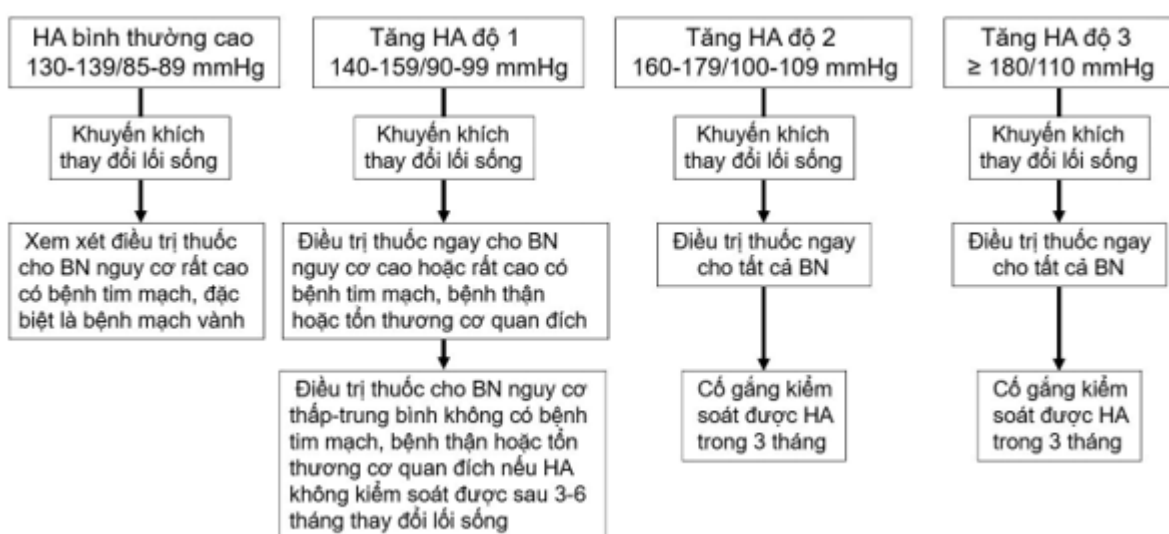 HA bình thường cao
130-139/85-89 mmHg
Khuyến khích
thay đổi lối sống
Xem xét điều trị thuốc
cho BN nguy cơ rất cao
có bệnh tim mạch, đặc
biệt là bệnh mạch vành
Tăng HA độ 1
140-159/90-99 mmHg
Khuyến khích
thay đổi lối sống
Điều trị thuốc ngay cho BN
nguy cơ cao hoặc rất cao có
bệnh tim mạch, bệnh thận
hoặc tổn thương cơ quan đích
Điều trị thuốc cho BN nguy cơ
thấp-trung bình không có bệnh
tim mạch, bệnh thận hoặc tổn
thương cơ quan đích nếu HA
không kiểm soát được sau 3-6
tháng thay đổi lối sống
Tăng HA độ 2
160-179/100-109 mmHg
Khuyến khích
thay đổi lối sống
Điều trị thuốc ngay
cho tất cả BN
Cố gắng kiểm
soát được HA
trong 3 tháng
Tăng HA độ 3
≥ 180/110 mmHg
Khuyến khích
thay đổi lối sống
Điều trị thuốc ngay
cho tất cả BN
Cố gắng kiểm
soát được HA
trong 3 tháng